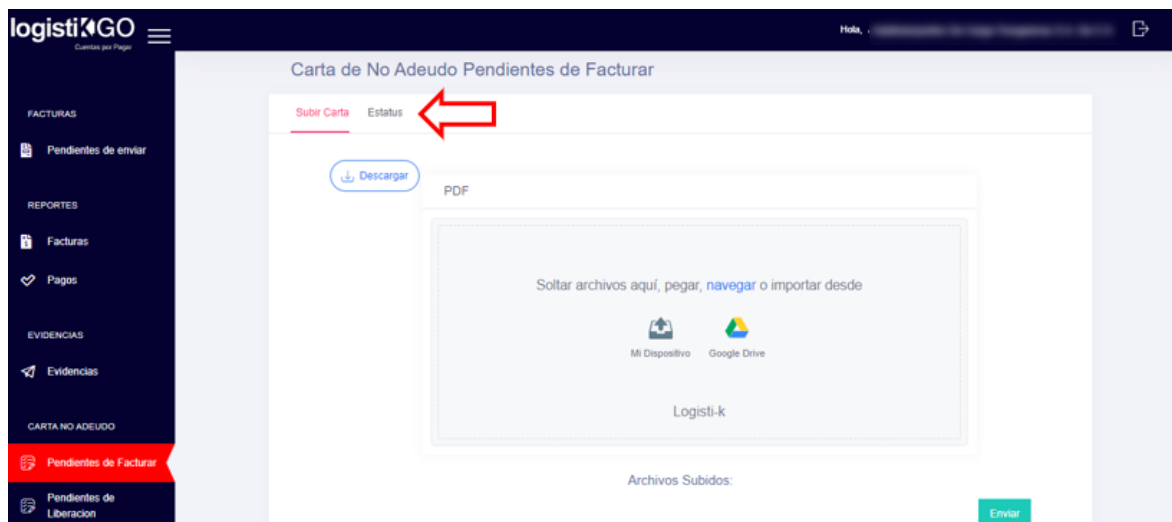 logistikGO
Cuentas por Pagar
Hola, .
Carta de No Adeudo Pendientes de Facturar
Subir Carta Estatus
FACTURAS
Pendientes de enviar
REPORTES
Facturas
Pagos
EVIDENCIAS
Evidencias
CARTA NO ADEUDO
Pendientes de Facturar
Pendientes de
Liberacion
Descargar
PDF
Soltar archivos aquí, pegar, navegar o importar desde
Mi Dispositivo Google Drive
Logisti-k
Archivos Subidos:
Enviar